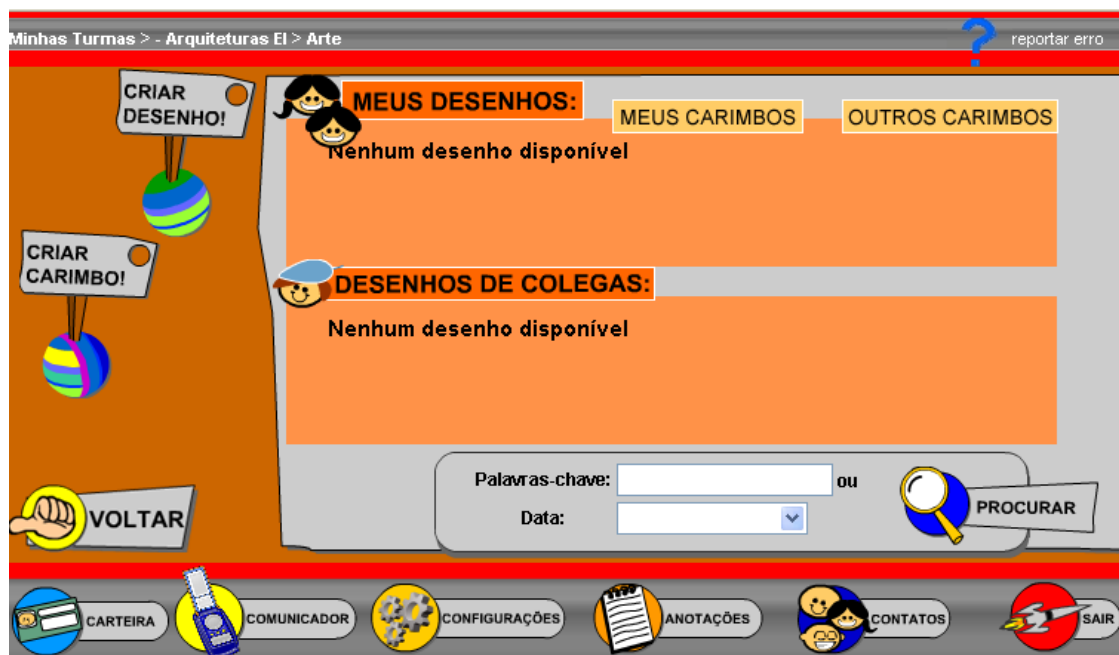 Minhas Turmas > - Arquiteturas EI > Arte
reportar erro
CRIAR
DESENHO!
MEUS DESENHOS:
MEUS CARIMBOS
OUTROS CARIMBOS
Nenhum desenho disponível
CRIAR
CARIMBO!
DESENHOS DE COLEGAS:
Nenhum desenho disponível
Palavras-chave:
ou
Data:
PROCURAR
VOLTAR
CARTEIRA
COMUNICADOR
CONFIGURAÇÕES
ANOTAÇÕES
CONTATOS
SAIR